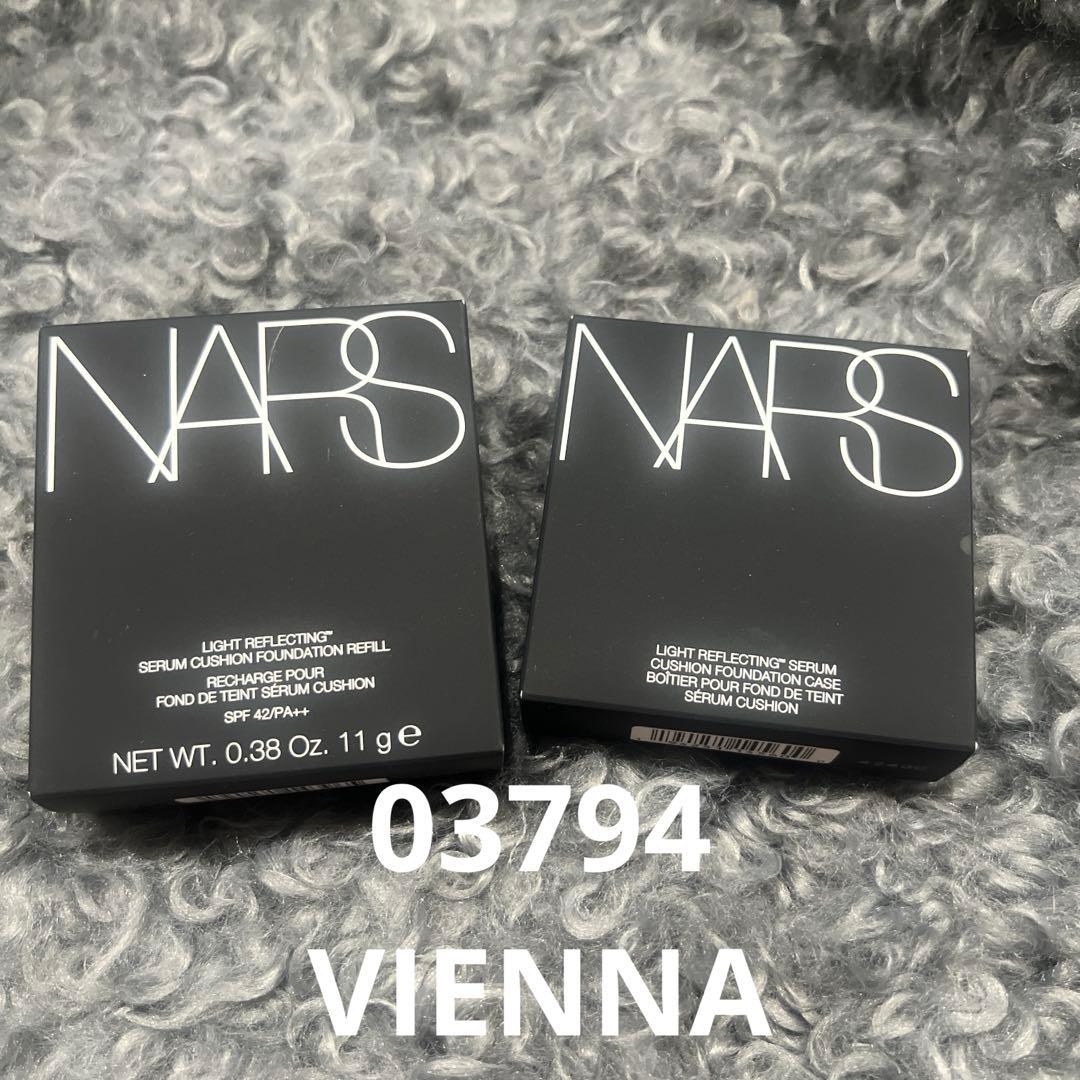 NARS
LIGHT REFLECTING™
SERUM CUSHION FOUNDATION REFILL
RECHARGE POUR
FOND DE TEINT SÉRUM CUSHION
SPF 42/PA++
NET WT. 0.38 Oz. 11 g ℮
NARS
LIGHT REFLECTING™ SERUM
CUSHION FOUNDATION CASE
BOÎTIER POUR FOND DE TEINT
SÉRUM CUSHION
03794
VIENNA